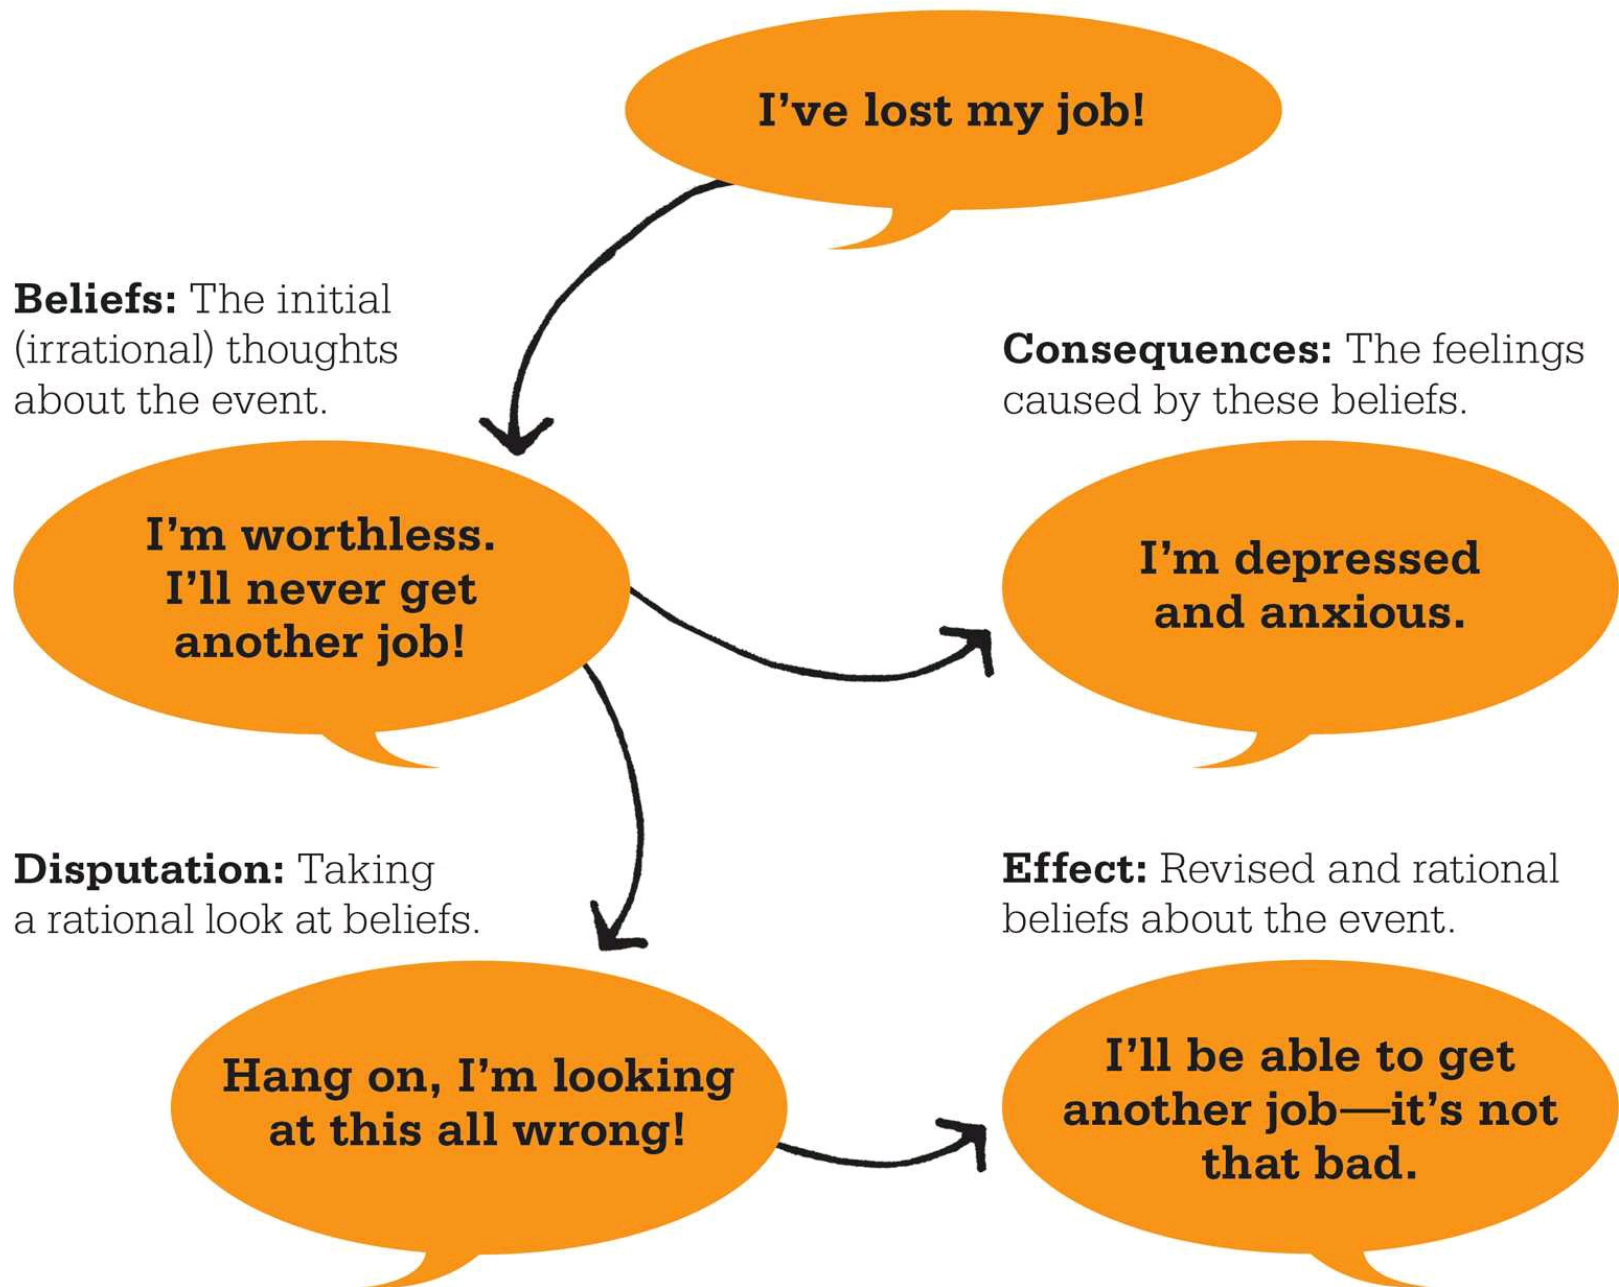 I’ve lost my job!
Beliefs: The initial
(irrational) thoughts
about the event.
Consequences: The feelings
caused by these beliefs.
I’m worthless.
I’ll never get
another job!
I’m depressed
and anxious.
Disputation: Taking
a rational look at beliefs.
Effect: Revised and rational
beliefs about the event.
Hang on, I’m looking
at this all wrong!
I’ll be able to get
another job—it’s not
that bad.